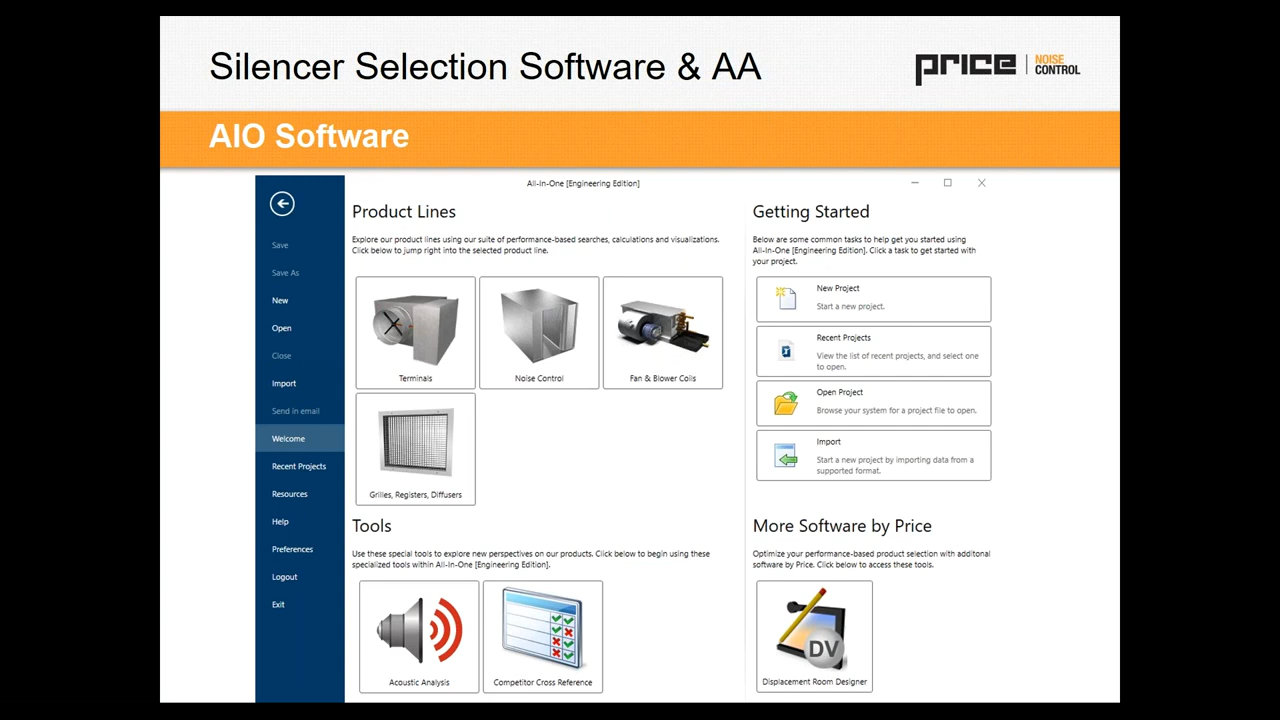 Silencer Selection Software & AA
PRICE
NOISE
CONTROL
AIO Software
All-In-One [Engineering Edition]
Save
Save As
New
Open
Close
Import
Send in email
Welcome
Recent Projects
Resources
Help
Preferences
Logout
Exit
Product Lines
Explore our product lines using our suite of performance-based searches, calculations and visualizations.
Click below to jump right into the selected product line.
Terminals
Noise Control
Fan & Blower Coils
Grilles, Registers, Diffusers
Tools
Use these special tools to explore new perspectives on our products. Click below to begin using these
specialized tools within All-In-One [Engineering Edition].
Acoustic Analysis
Competitor Cross Reference
Getting Started
Below are some common tasks to help get you started using
All-In-One [Engineering Edition]. Click a task to get started with
your project.
New Project
Start a new project.
Recent Projects
View the list of recent projects, and select one
to open.
Open Project
Browse your system for a project file to open.
Import
Start a new project by importing data from a
supported format.
More Software by Price
Optimize your performance-based product selection with additonal
software by Price. Click below to access these tools.
DV
Displacement Room Designer